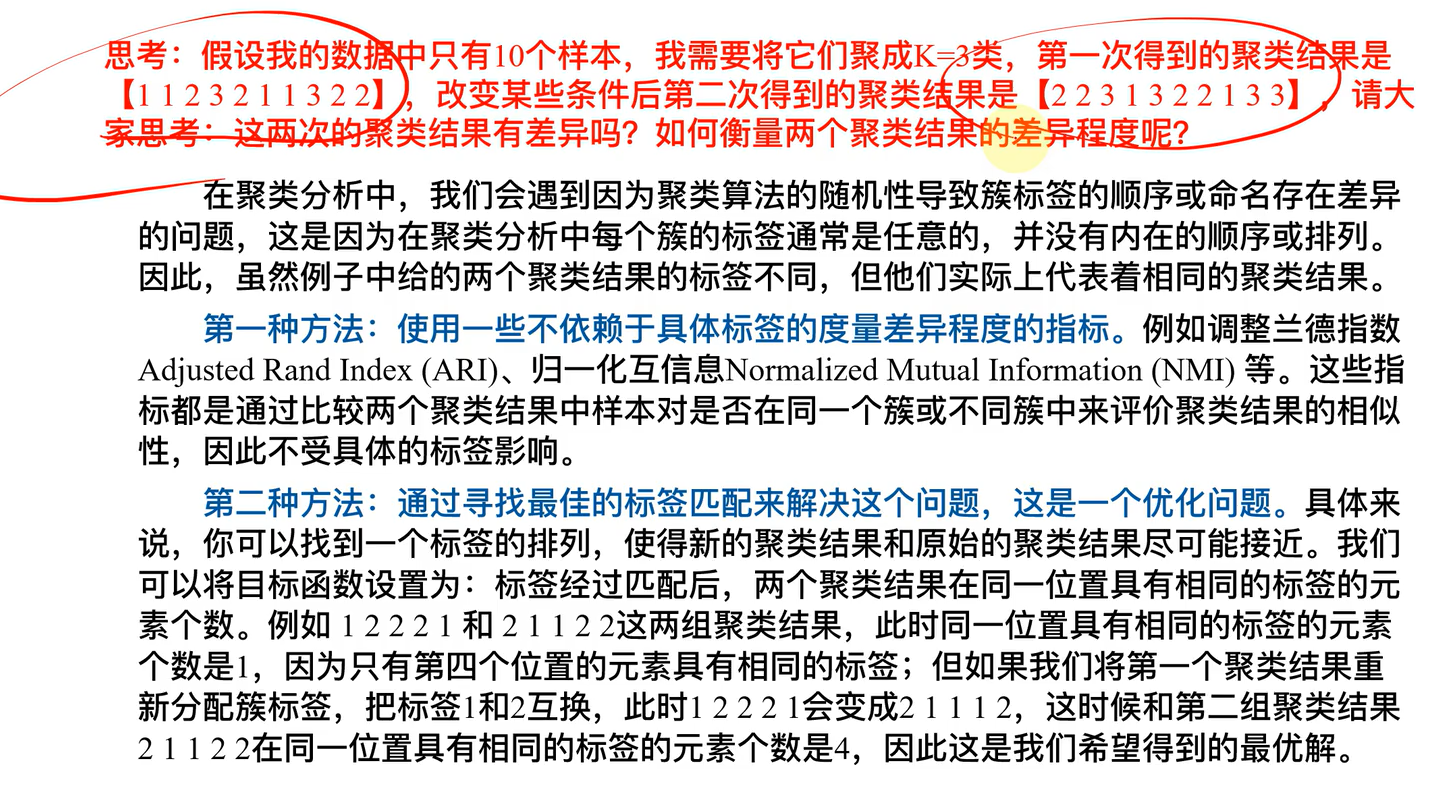 思考：假设我的数据中只有10个样本，我需要将它们聚成K=3类，第一次得到的聚类结果是
【1 1 2 3 2 1 1 3 2 2】，改变某些条件后第二次得到的聚类结果是【2 2 3 1 3 2 2 1 3 3】，请大
家思考：这两次的聚类结果有差异吗？如何衡量两个聚类结果的差异程度呢？
在聚类分析中，我们会遇到因为聚类算法的随机性导致簇标签的顺序或命名存在差异
的问题，这是因为在聚类分析中每个簇的标签通常是任意的，并没有内在的顺序或排列。
因此，虽然例子中给的两个聚类结果的标签不同，但他们实际上代表着相同的聚类结果。
第一种方法：使用一些不依赖于具体标签的度量差异程度的指标。例如调整兰德指数
Adjusted Rand Index (ARI)、归一化互信息Normalized Mutual Information (NMI) 等。这些指
标都是通过比较两个聚类结果中样本对是否在同一个簇或不同簇中来评价聚类结果的相似
性，因此不受具体的标签影响。
第二种方法：通过寻找最佳的标签匹配来解决这个问题，这是一个优化问题。具体来
说，你可以找到一个标签的排列，使得新的聚类结果和原始的聚类结果尽可能接近。我们
可以将目标函数设置为：标签经过匹配后，两个聚类结果在同一位置具有相同的标签的元
素个数。例如 1 2 2 2 1 和 2 1 1 2 2这两组聚类结果，此时同一位置具有相同的标签的元素
个数是1，因为只有第四个位置的元素具有相同的标签；但如果我们将第一个聚类结果重
新分配簇标签，把标签1和2互换，此时1 2 2 2 1会变成2 1 1 1 2，这时候和第二组聚类结果
2 1 1 2 2在同一位置具有相同的标签的元素个数是4，因此这是我们希望得到的最优解。